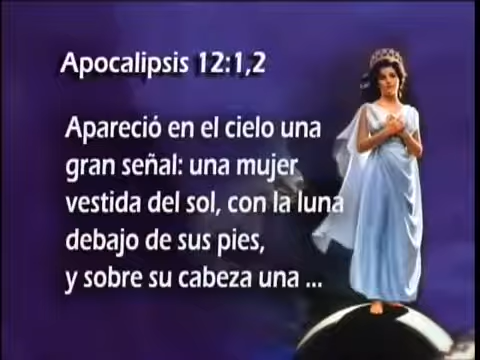 Apocalipsis 12:1,2
Apareció en el cielo una
gran señal: una mujer
vestida del sol, con la luna
debajo de sus pies,
y sobre su cabeza una ...